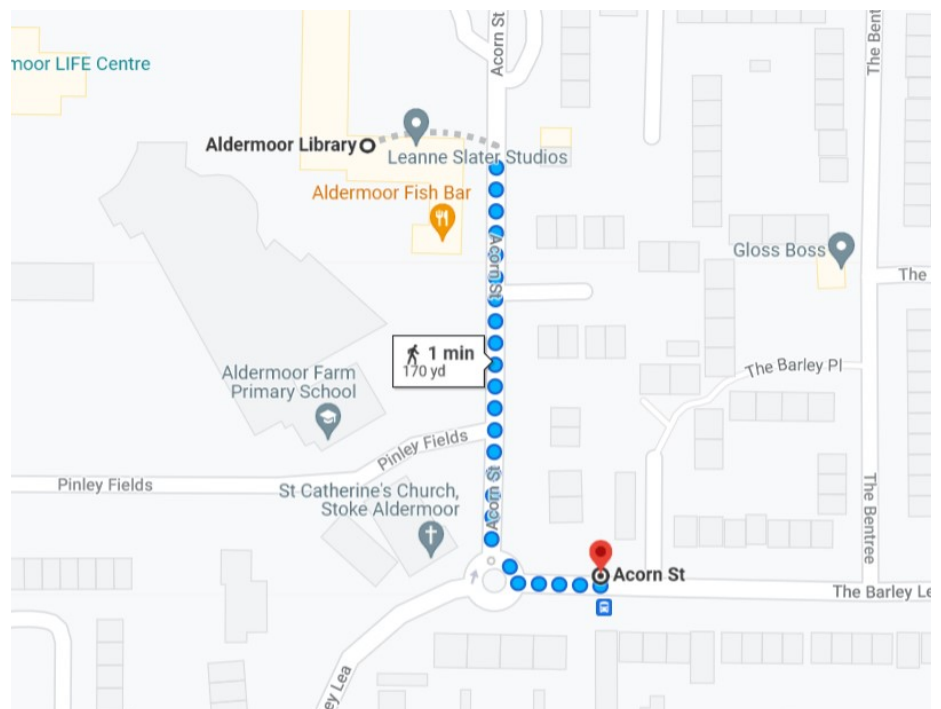 Acorn St
The Bent
moor LIFE Centre
Aldermoor Library
Leanne Slater Studios
Aldermoor Fish Bar
Acorn St
Gloss Boss
The
1 min
170 yd
The Barley Pl
Aldermoor Farm
Primary School
Pinley Fields
Pinley Fields
Acorn St
St Catherine's Church,
Stoke Aldermoor
The Bentree
Acorn St
The Barley Le
ey Lea